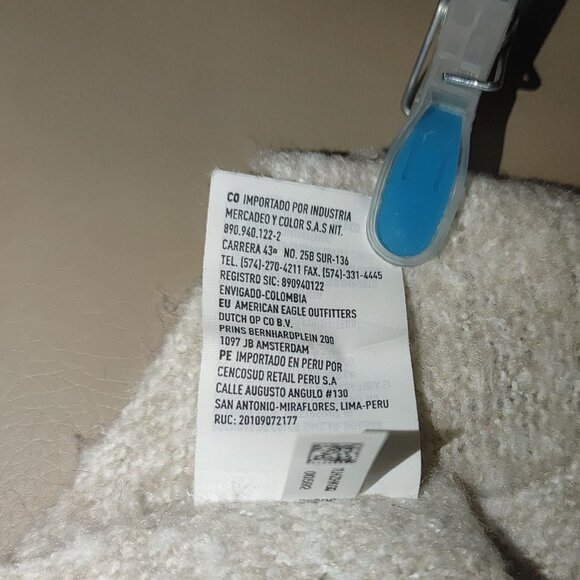 CO IMPORTADO POR INDUSTRIA
MERCADEO Y COLOR S.A.S NIT.
890.940.122-2
CARRERA 43ª NO. 25B SUR-136
TEL. (574)-270-4211 FAX. (574)-331-4445
REGISTRO SIC: 890940122
ENVIGADO-COLOMBIA
EU AMERICAN EAGLE OUTFITTERS
DUTCH OP CO B.V.
PRINS BERNHARDPLEIN 200
1097 JB AMSTERDAM
PE IMPORTADO EN PERU POR
CENCOSUD RETAIL PERU S.A
CALLE AUGUSTO ANGULO #130
SAN ANTONIO-MIRAFLORES, LIMA-PERU
RUC: 20109072177